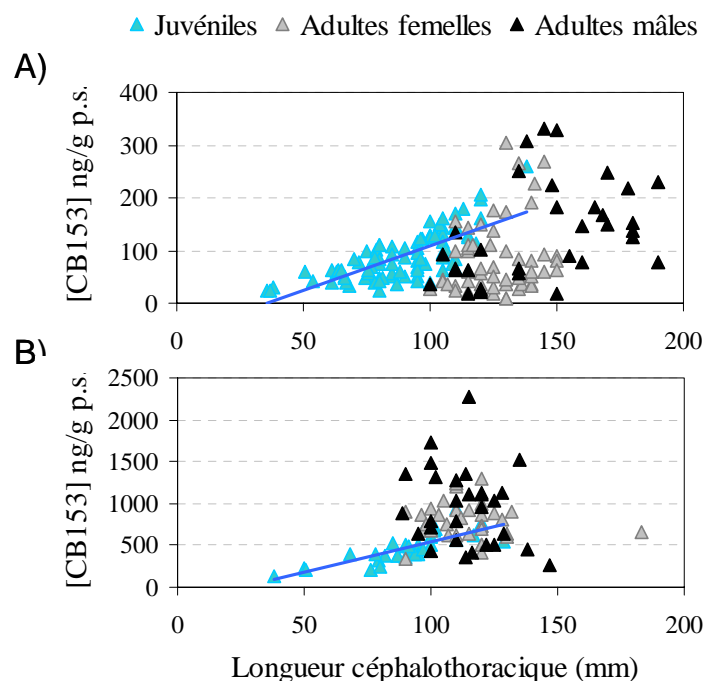 Juvéniles Adultes femelles Adultes mâles
A)
[CB153] ng/g p.s.
400
300
200
100
0
0 50 100 150 200
B)
[CB153] ng/g p.s.
2500
2000
1500
1000
500
0
0 50 100 150 200
Longueur céphalothoracique (mm)